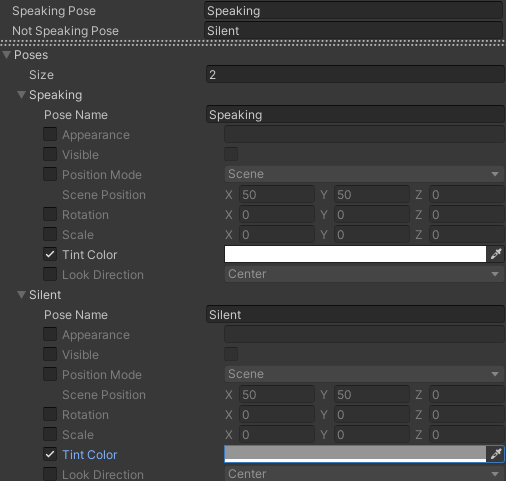 Speaking Pose Speaking
Not Speaking Pose Silent
Poses
Size 2
Speaking
Pose Name Speaking
Appearance
Visible
Position Mode Scene
Scene Position X 50 Y 50 Z 0
Rotation X 0 Y 0 Z 0
Scale X 0 Y 0 Z 0
Tint Color
Look Direction Center
Silent
Pose Name Silent
Appearance
Visible
Position Mode Scene
Scene Position X 50 Y 50 Z 0
Rotation X 0 Y 0 Z 0
Scale X 0 Y 0 Z 0
Tint Color
Look Direction Center